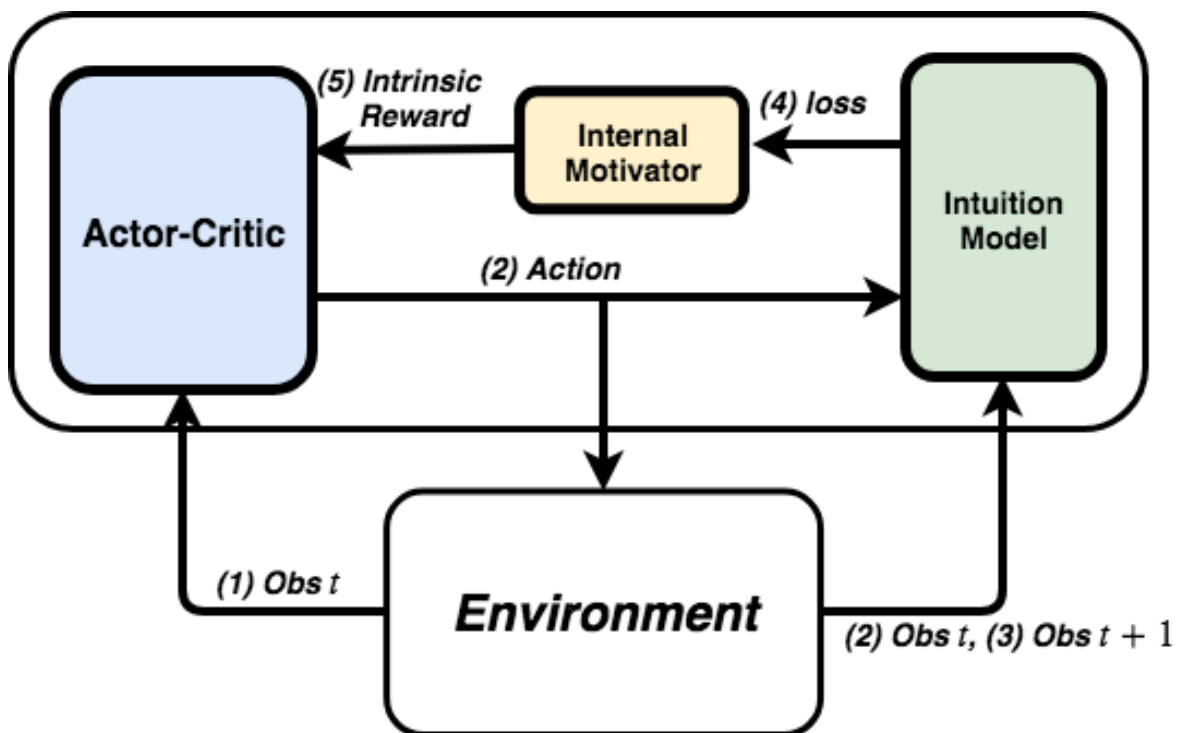 (5) Intrinsic
Reward
(4) loss
Internal
Motivator
Actor-Critic
Intuition
Model
(2) Action
(1) Obs t
Environment
(2) Obs t, (3) Obs t + 1